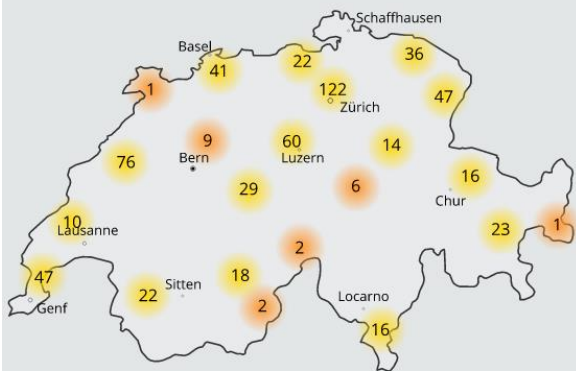 Schaffhausen
Basel
41
22
36
1
122
Zürich
47
9
60
14
76
Bern
Luzern
29
6
16
Chur
10
Lausanne
23
1
2
47
18
Sitten
22
2
Locarno
Genf
16